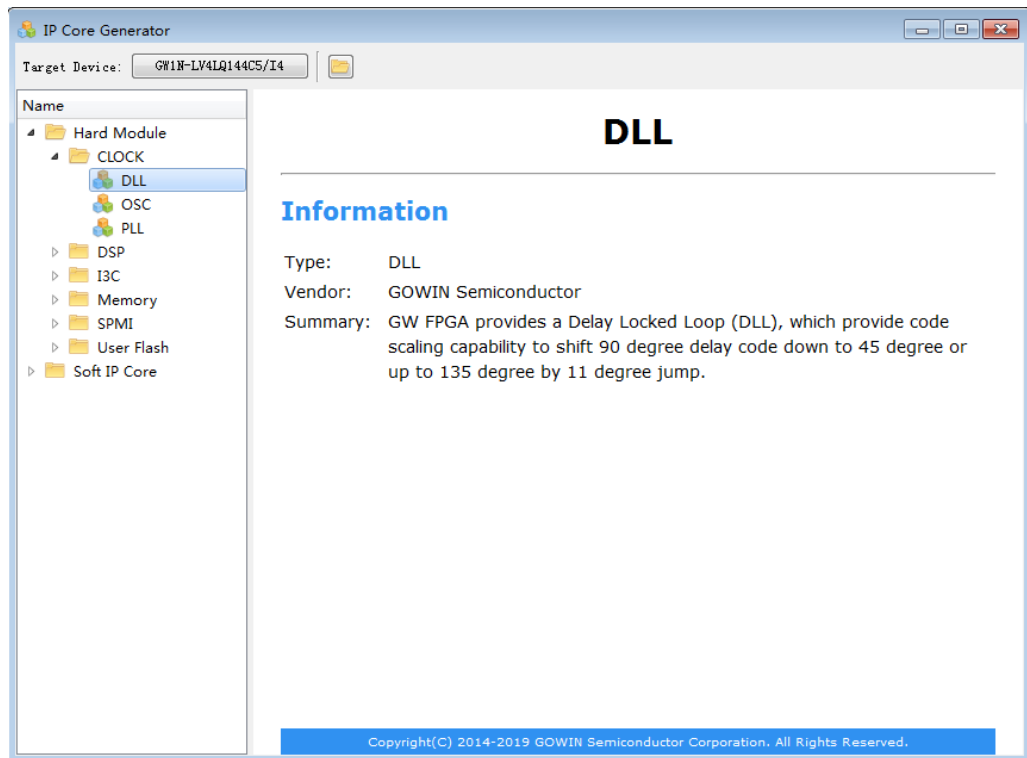 IP Core Generator
Target Device: GW1N-LV4LQ144C5/I4
Name
Hard Module
CLOCK
DLL
OSC
PLL
DSP
I3C
Memory
SPMI
User Flash
Soft IP Core
DLL
Information
Type: DLL
Vendor: GOWIN Semiconductor
Summary: GW FPGA provides a Delay Locked Loop (DLL), which provide code
scaling capability to shift 90 degree delay code down to 45 degree or
up to 135 degree by 11 degree jump.
Copyright(C) 2014-2019 GOWIN Semiconductor Corporation. All Rights Reserved.